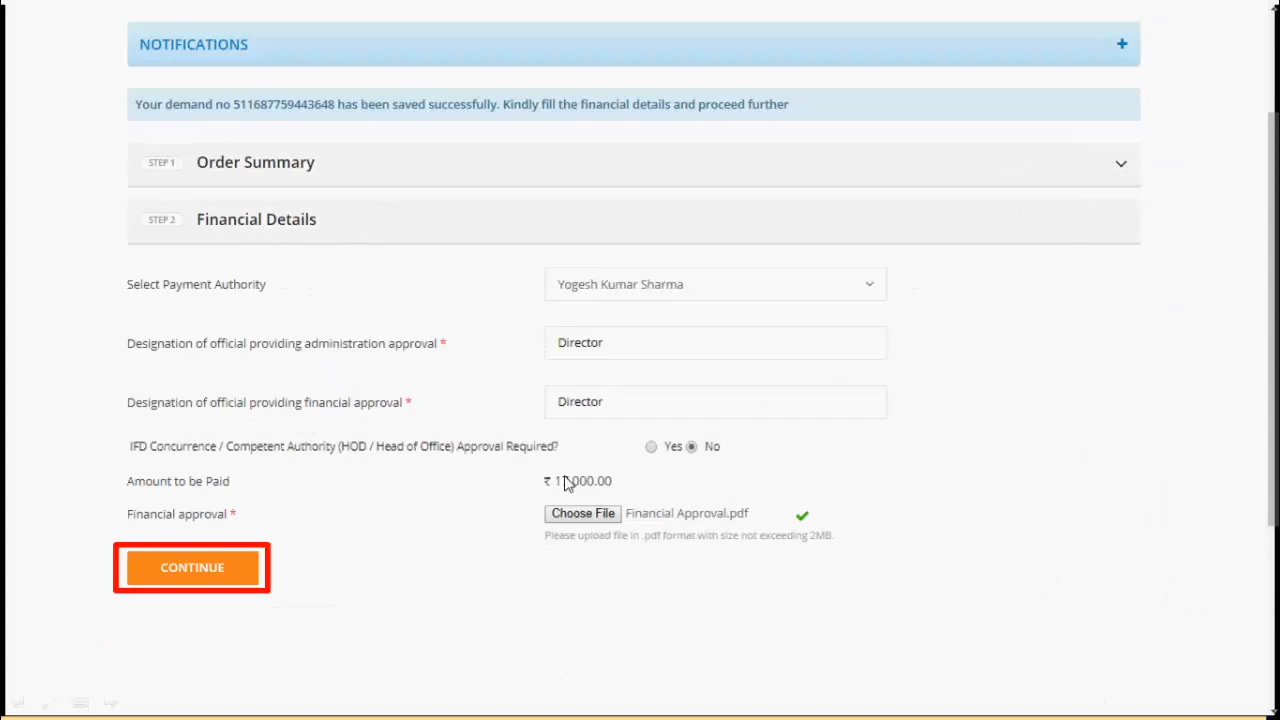 NOTIFICATIONS +
Your demand no 511687759443648 has been saved successfully. Kindly fill the financial details and proceed further
STEP 1 Order Summary
STEP 2 Financial Details
Select Payment Authority Yogesh Kumar Sharma
Designation of official providing administration approval * Director
Designation of official providing financial approval * Director
IFD Concurrence / Competent Authority (HOD / Head of Office) Approval Required? Yes No
Amount to be Paid ₹
Financial approval * Choose File Financial Approval.pdf
Please upload file in .pdf format with size not exceeding 2MB.
CONTINUE